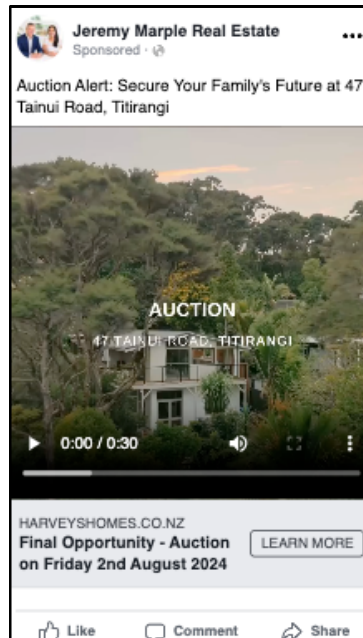 Jeremy Marple Real Estate
Sponsored ·
Auction Alert: Secure Your Family's Future at 47
Tainui Road, Titirangi
AUCTION
47 TAINUI ROAD, TITIRANGI
0:00 / 0:30
HARVEYSHOMES.CO.NZ
Final Opportunity - Auction
on Friday 2nd August 2024
LEARN MORE
Like
Comment
Share